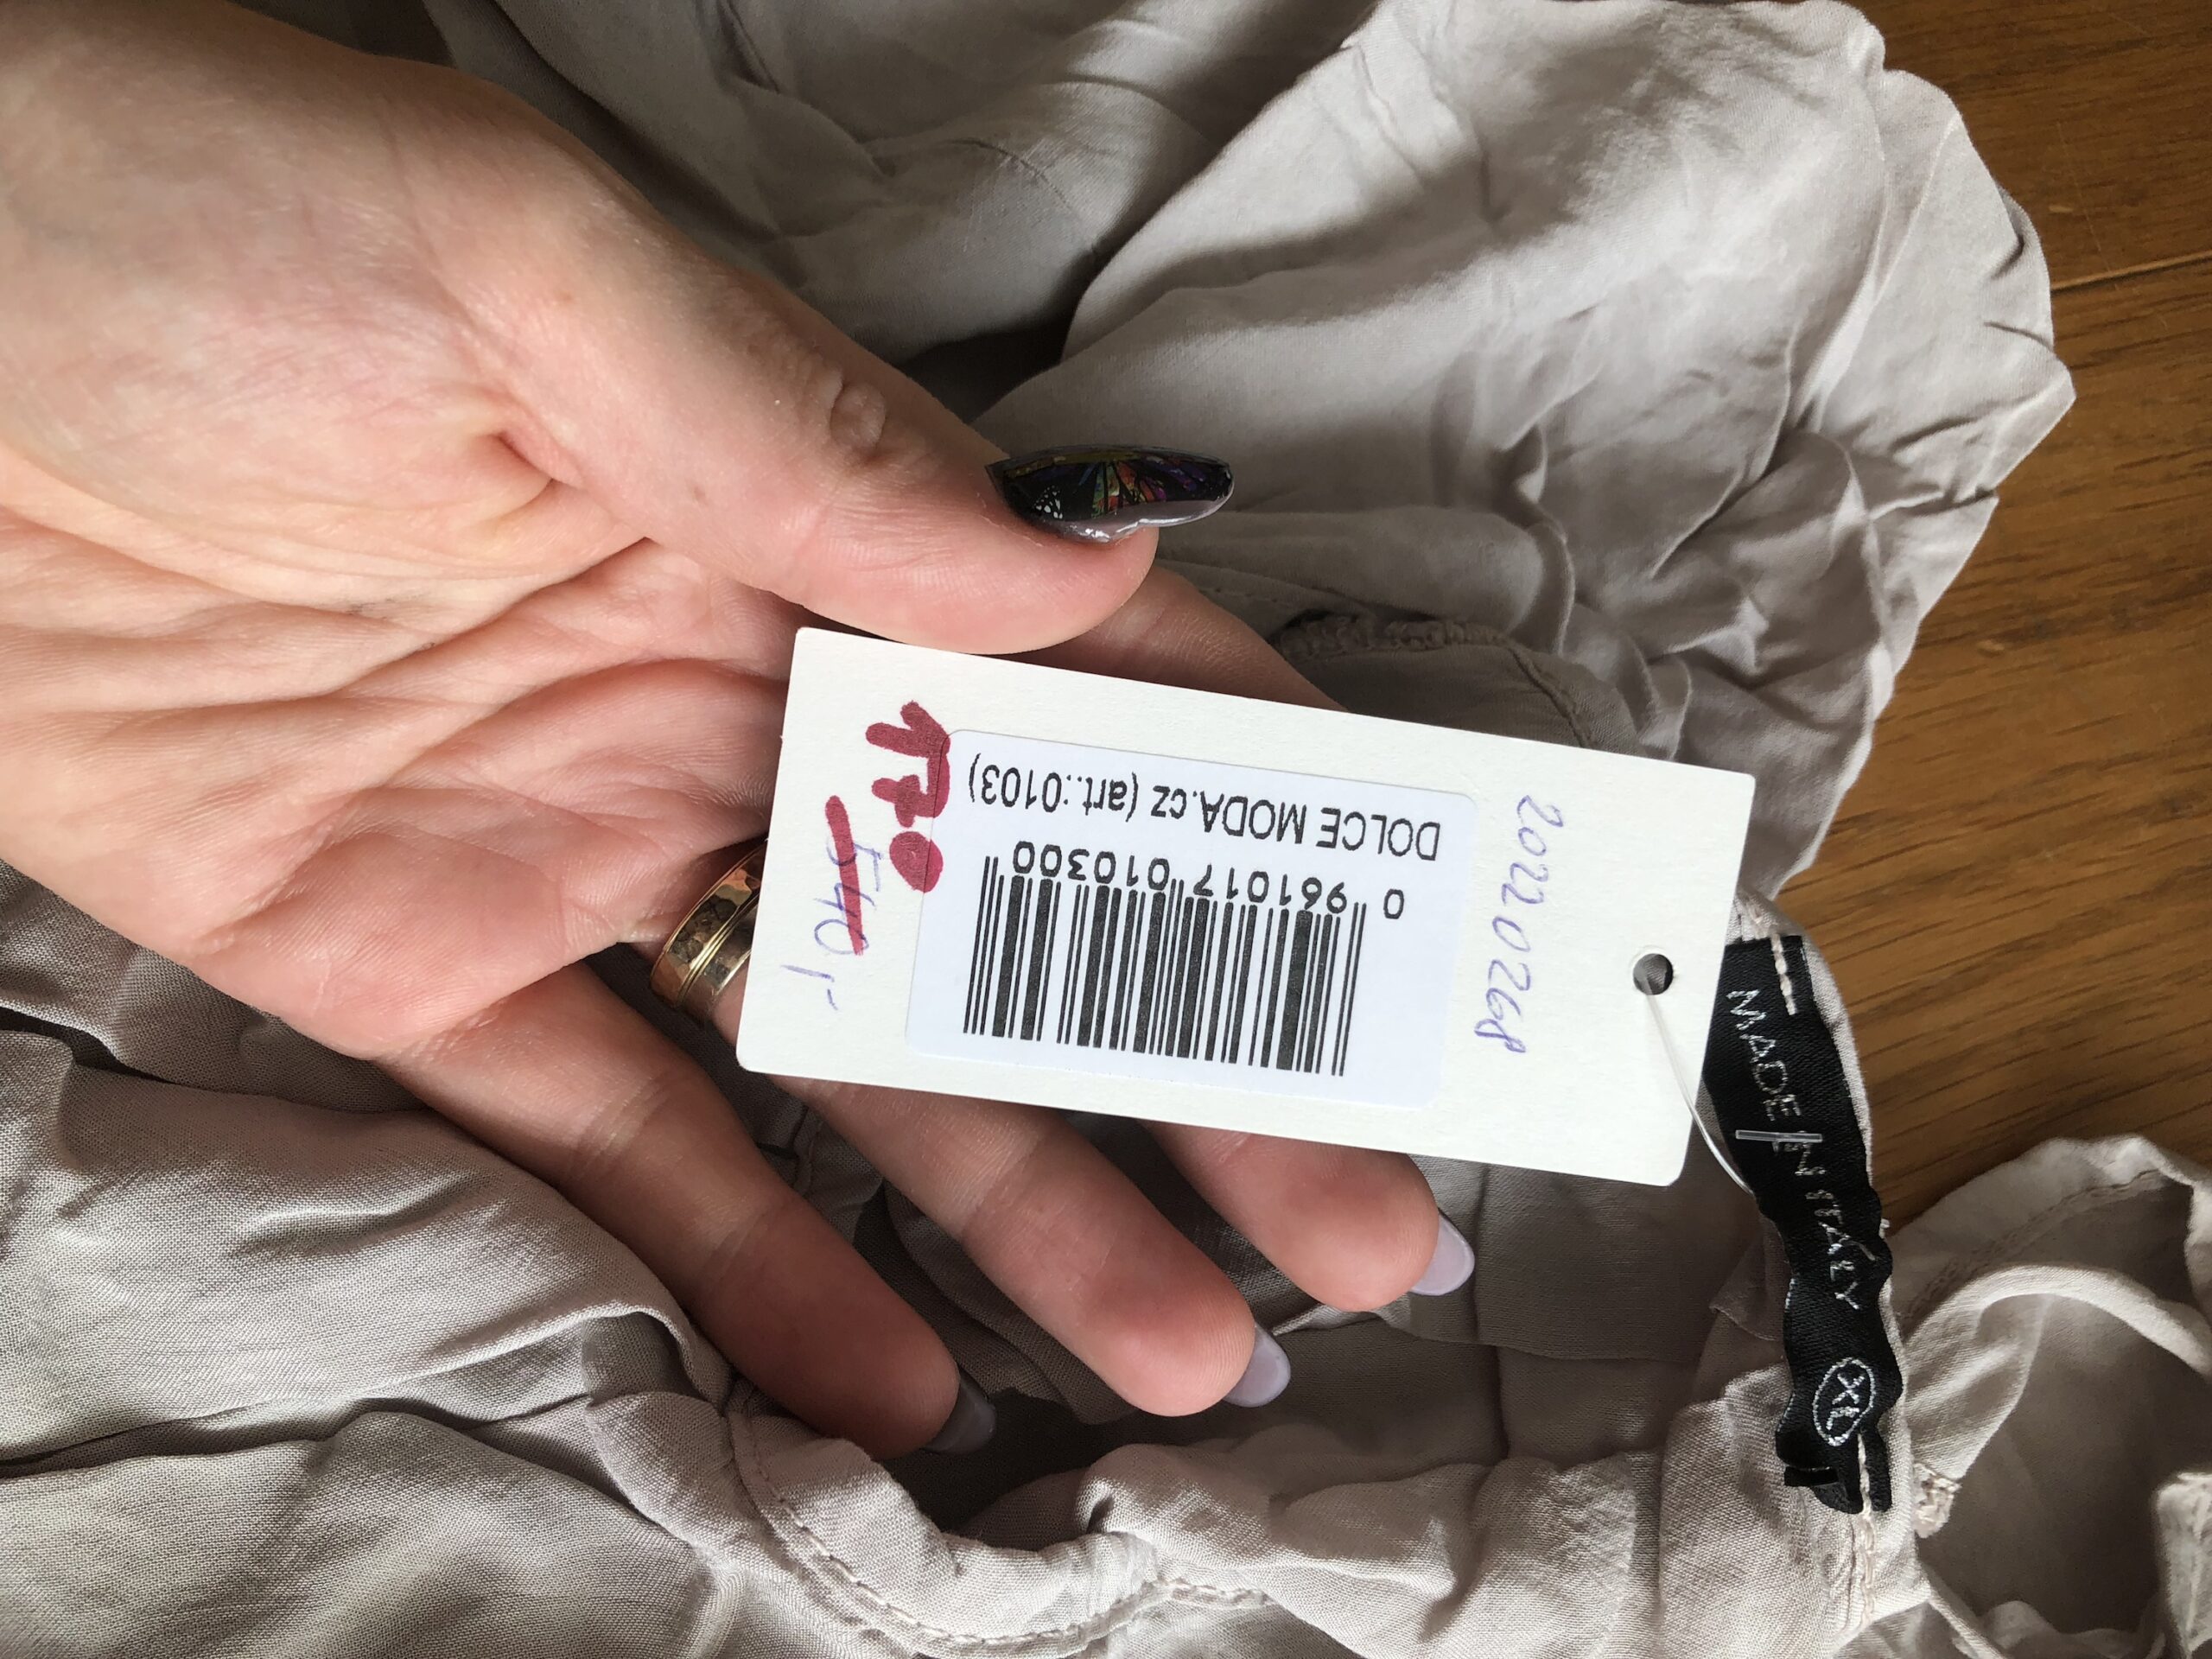 20220268
DOLCE MODA.cz (art.:0103)
0 961017 010300
540,-
MADE IN ITALY
XL